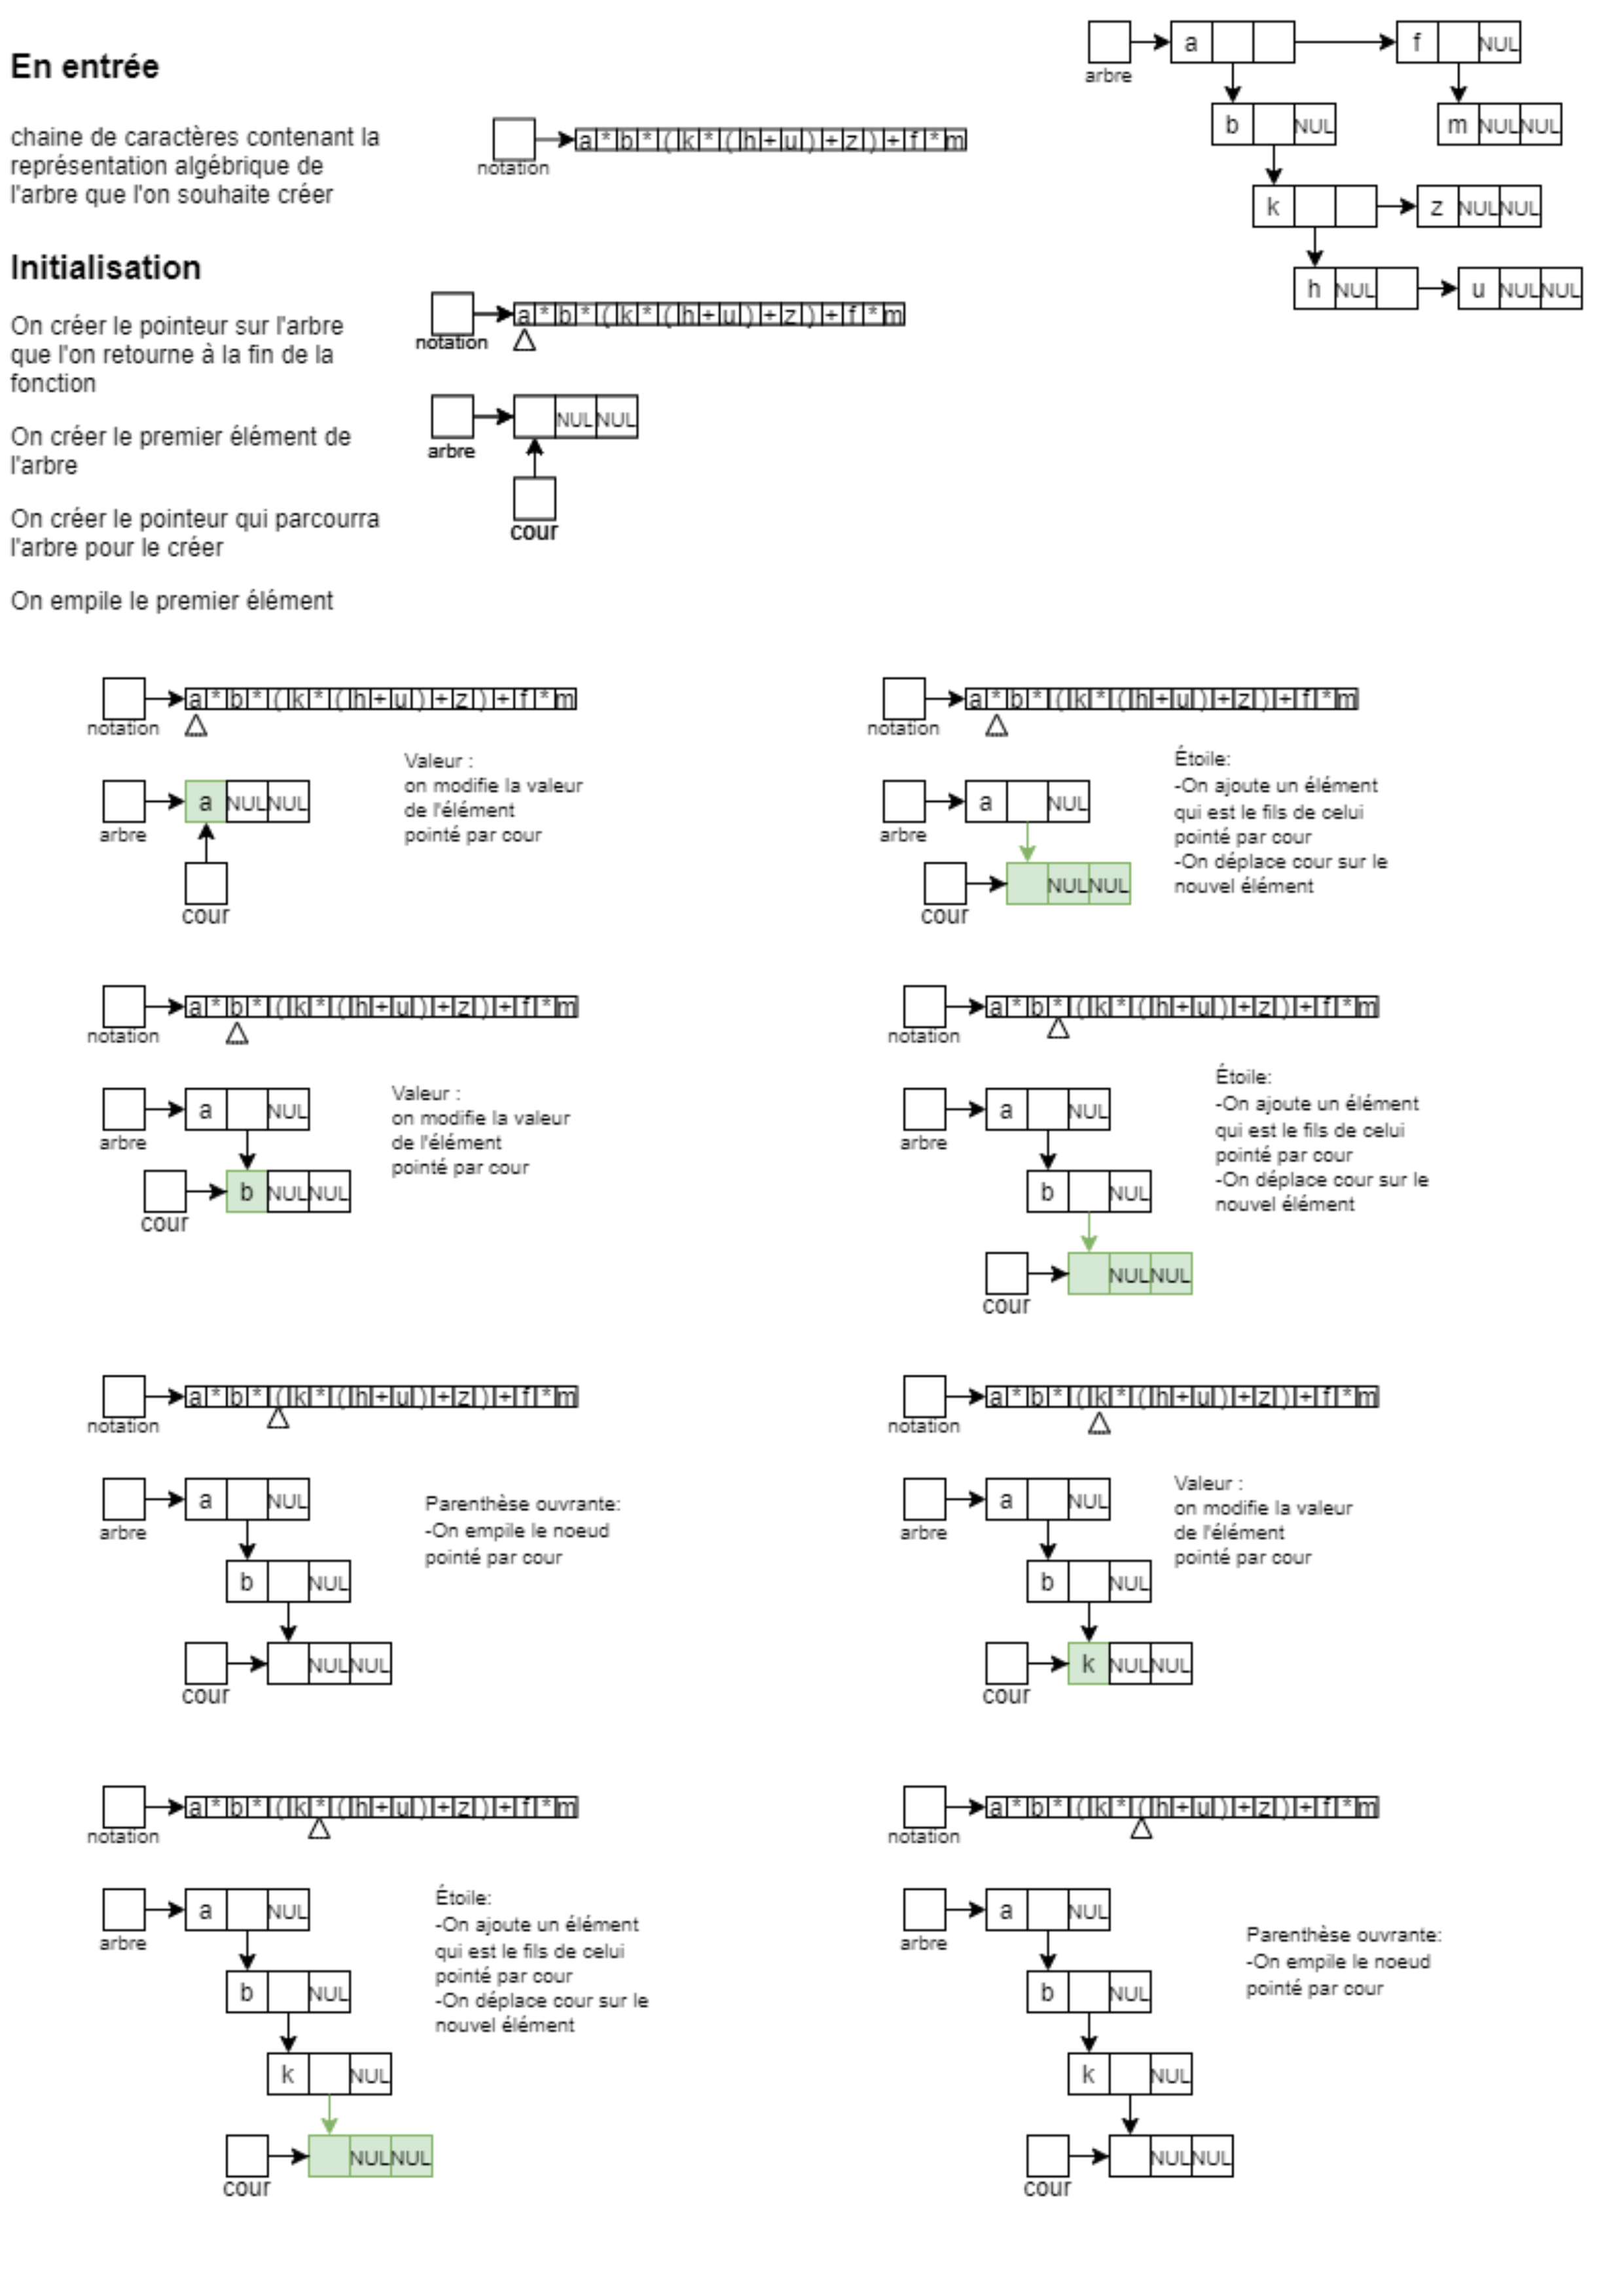 En entrée
chaine de caractères contenant la
représentation algébrique de
l'arbre que l'on souhaite créer
notation
a*b*(k*(h+u)+z)+f*m
arbre
a
f NUL
b NUL
m NUL NUL
k
z NUL NUL
h NUL
u NUL NUL
Initialisation
On créer le pointeur sur l'arbre
que l'on retourne à la fin de la
fonction
On créer le premier élément de
l'arbre
On créer le pointeur qui parcourra
l'arbre pour le créer
On empile le premier élément
notation
a*b*(k*(h+u)+z)+f*m
arbre
NUL NUL
cour
notation
a*b*(k*(h+u)+z)+f*m
arbre
a NUL NUL
cour
Valeur :
on modifie la valeur
de l'élément
pointé par cour
notation
a*b*(k*(h+u)+z)+f*m
arbre
a NUL
NUL NUL
cour
Étoile:
-On ajoute un élément
qui est le fils de celui
pointé par cour
-On déplace cour sur le
nouvel élément
notation
a*b*(k*(h+u)+z)+f*m
arbre
a NUL
b NUL NUL
cour
Valeur :
on modifie la valeur
de l'élément
pointé par cour
notation
a*b*(k*(h+u)+z)+f*m
arbre
a NUL
b NUL
NUL NUL
cour
Étoile:
-On ajoute un élément
qui est le fils de celui
pointé par cour
-On déplace cour sur le
nouvel élément
notation
a*b*(k*(h+u)+z)+f*m
arbre
a NUL
b NUL
NUL NUL
cour
Parenthèse ouvrante:
-On empile le noeud
pointé par cour
notation
a*b*(k*(h+u)+z)+f*m
arbre
a NUL
b NUL
k NUL NUL
cour
Valeur :
on modifie la valeur
de l'élément
pointé par cour
notation
a*b*(k*(h+u)+z)+f*m
arbre
a NUL
b NUL
k NUL
NUL NUL
cour
Étoile:
-On ajoute un élément
qui est le fils de celui
pointé par cour
-On déplace cour sur le
nouvel élément
notation
a*b*(k*(h+u)+z)+f*m
arbre
a NUL
b NUL
k NUL
NUL NUL
cour
Parenthèse ouvrante:
-On empile le noeud
pointé par cour